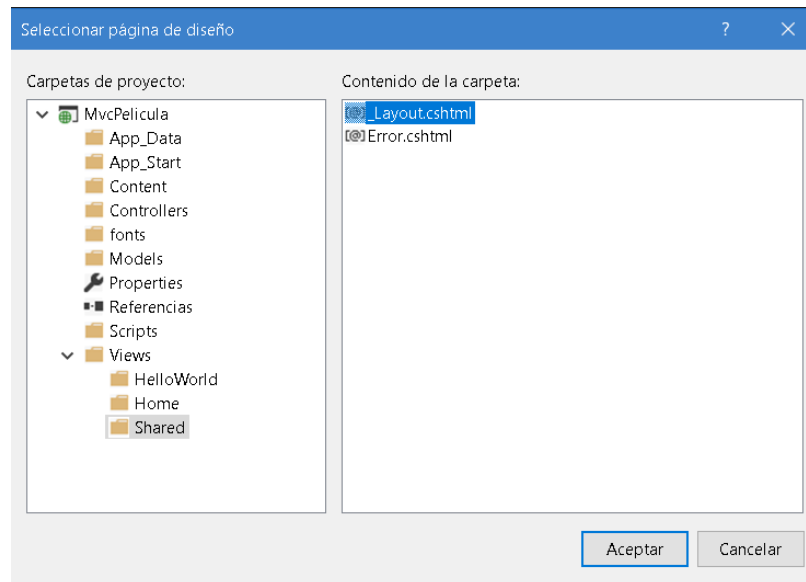 Seleccionar página de diseño
Carpetas de proyecto:
MvcPelicula
App_Data
App_Start
Content
Controllers
fonts
Models
Properties
Referencias
Scripts
Views
HelloWorld
Home
Shared
Contenido de la carpeta:
_Layout.cshtml
Error.cshtml
Aceptar
Cancelar